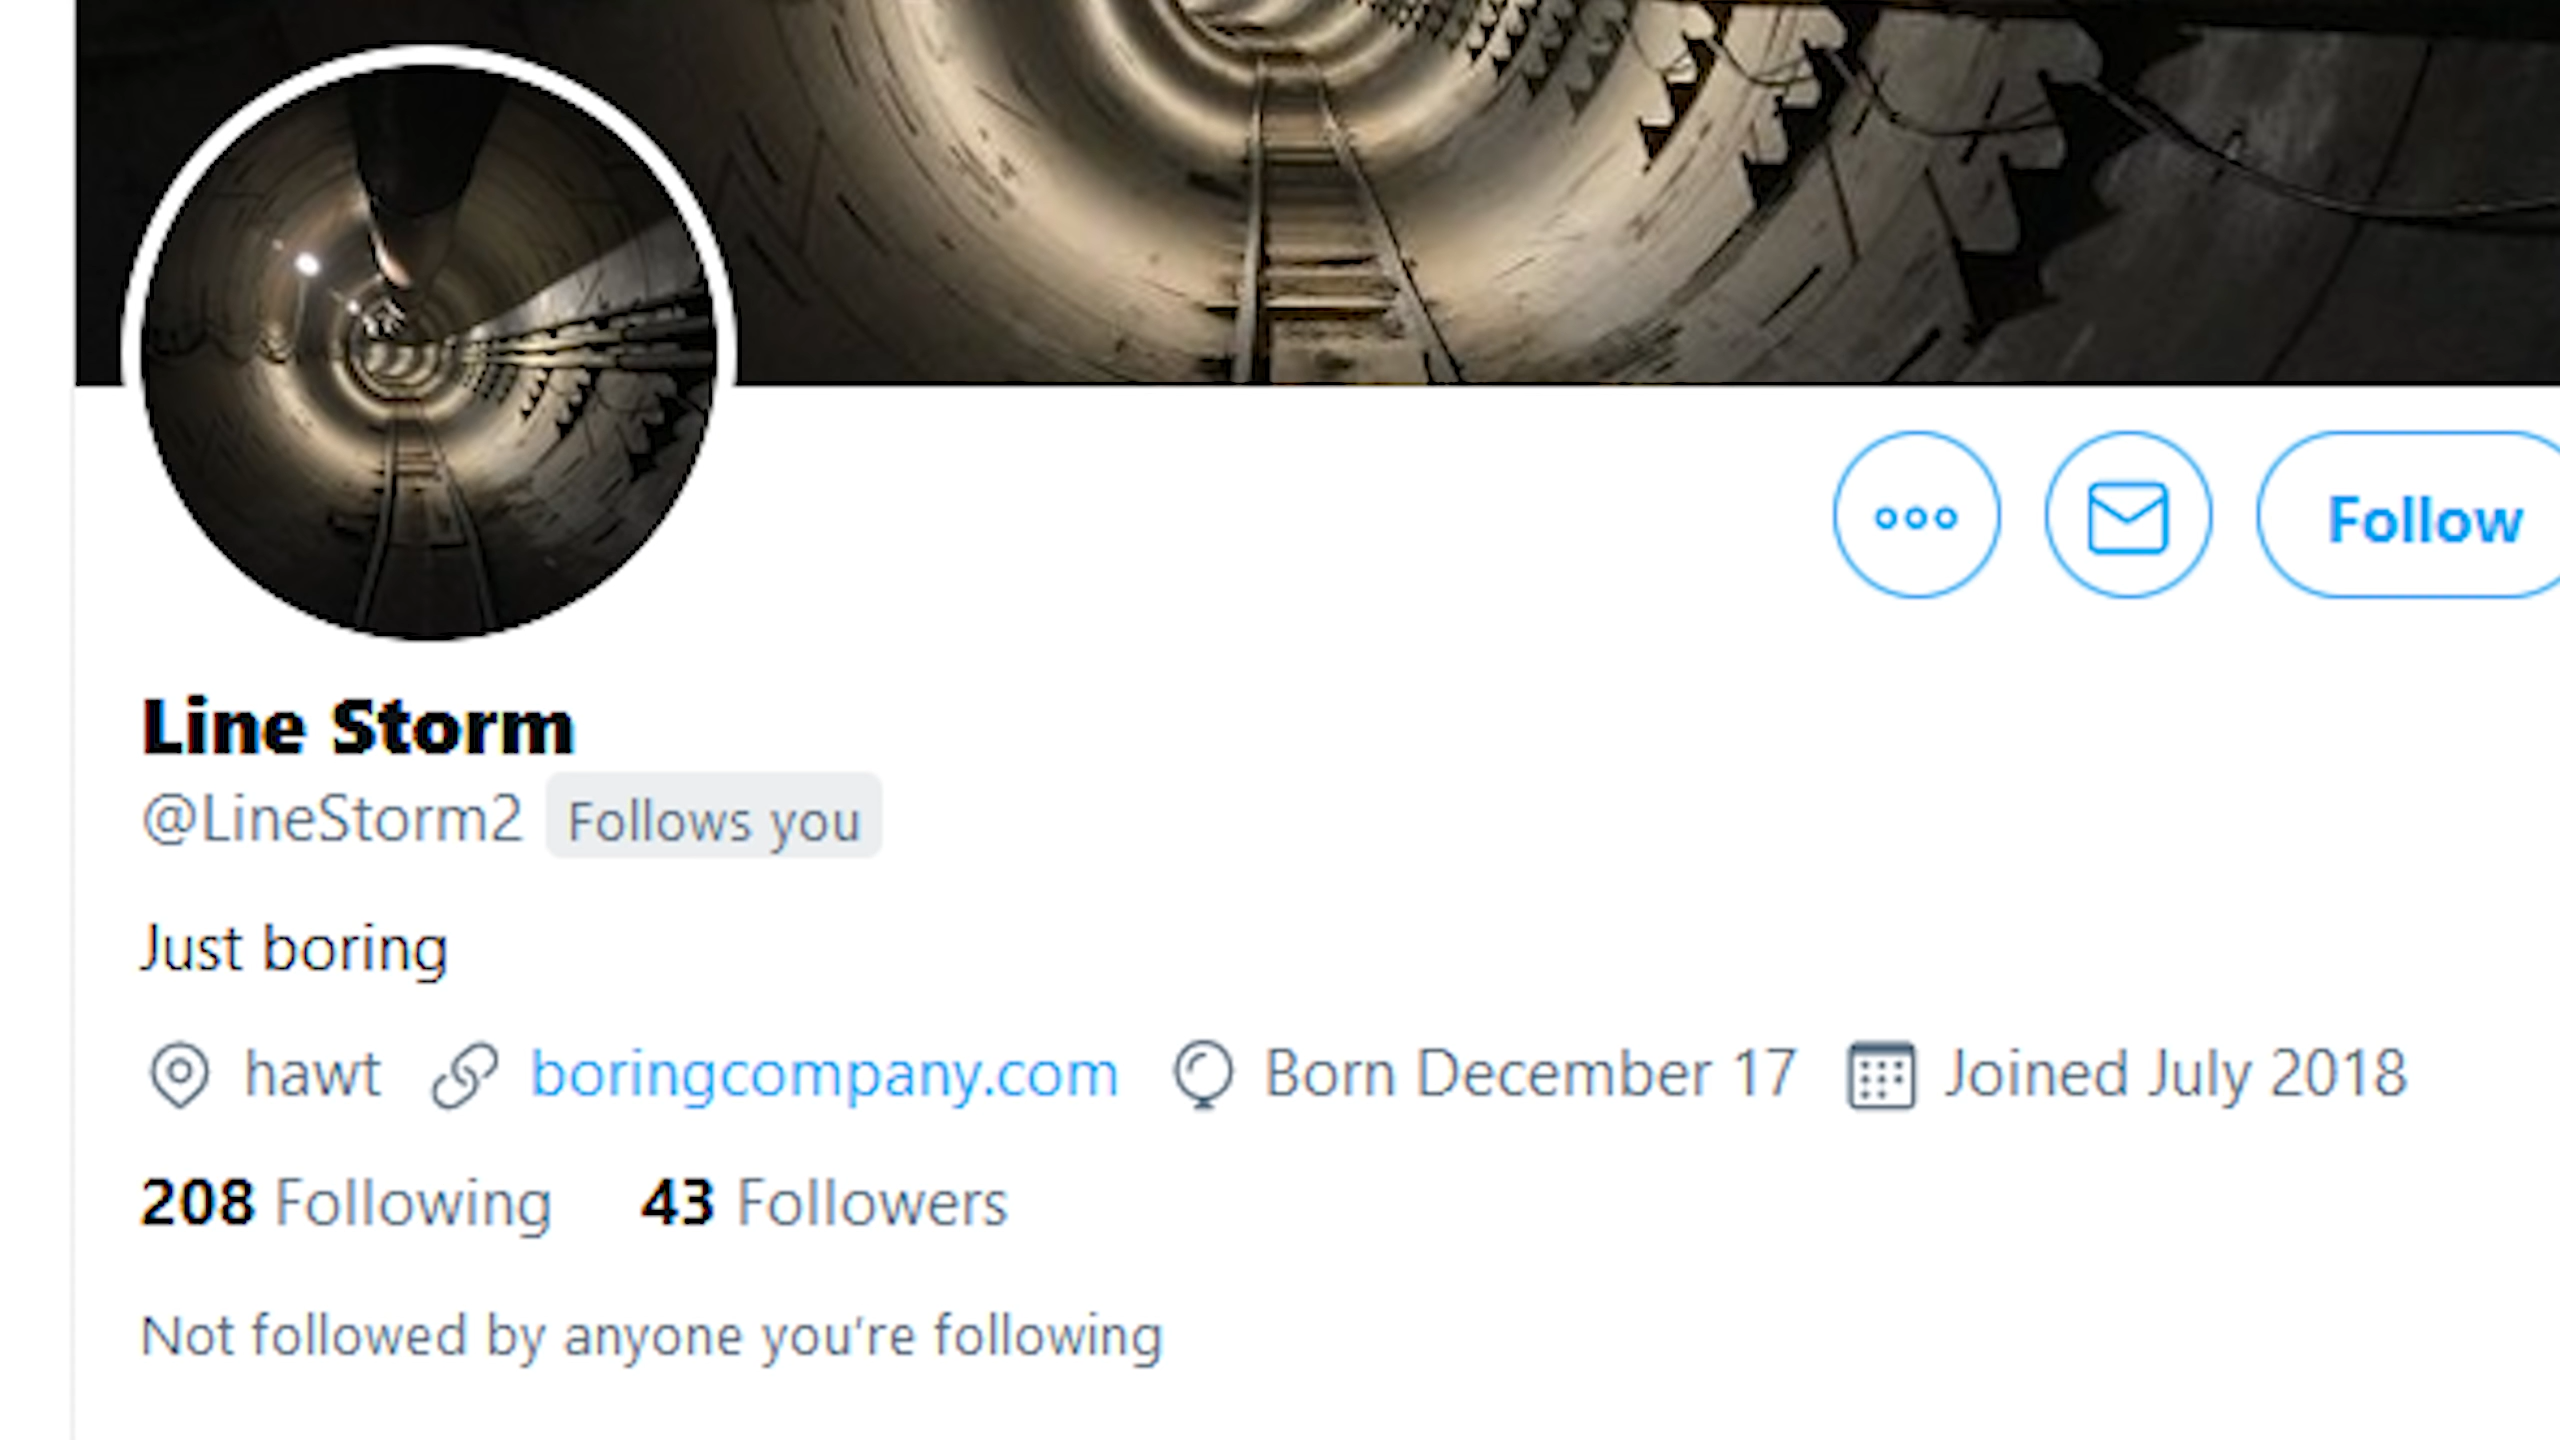 Follow
Line Storm
@LineStorm2 Follows you
Just boring
hawt boringcompany.com Born December 17 Joined July 2018
208 Following 43 Followers
Not followed by anyone you're following